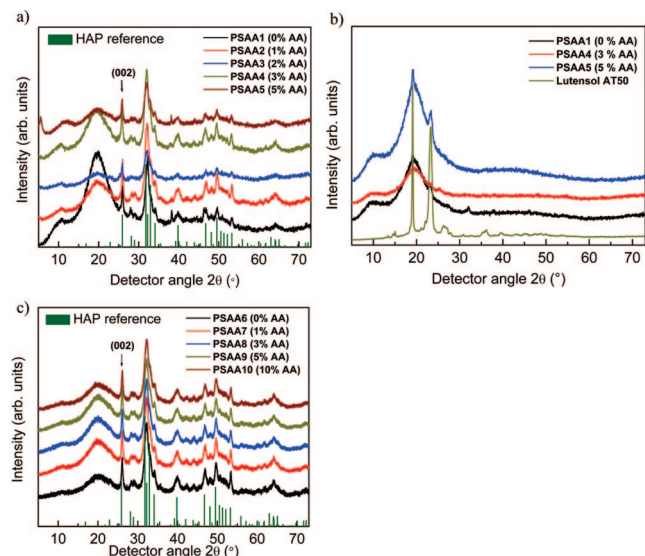 a)
HAP reference
PSAA1 (0% AA)
PSAA2 (1% AA)
PSAA3 (2% AA)
PSAA4 (3% AA)
PSAA5 (5% AA)
(002)
Intensity (arb. units)
10 20 30 40 50 60 70
Detector angle 2θ (°)
b)
PSAA1 (0 % AA)
PSAA4 (3 % AA)
PSAA5 (5 % AA)
Lutensol AT50
Intensity (arb. units)
10 20 30 40 50 60 70
Detector angle 2θ (°)
c)
HAP reference
PSAA6 (0% AA)
PSAA7 (1% AA)
PSAA8 (3% AA)
PSAA9 (5% AA)
PSAA10 (10% AA)
(002)
Intensity (arb. units)
10 20 30 40 50 60 70
Detector angle 2θ (°)